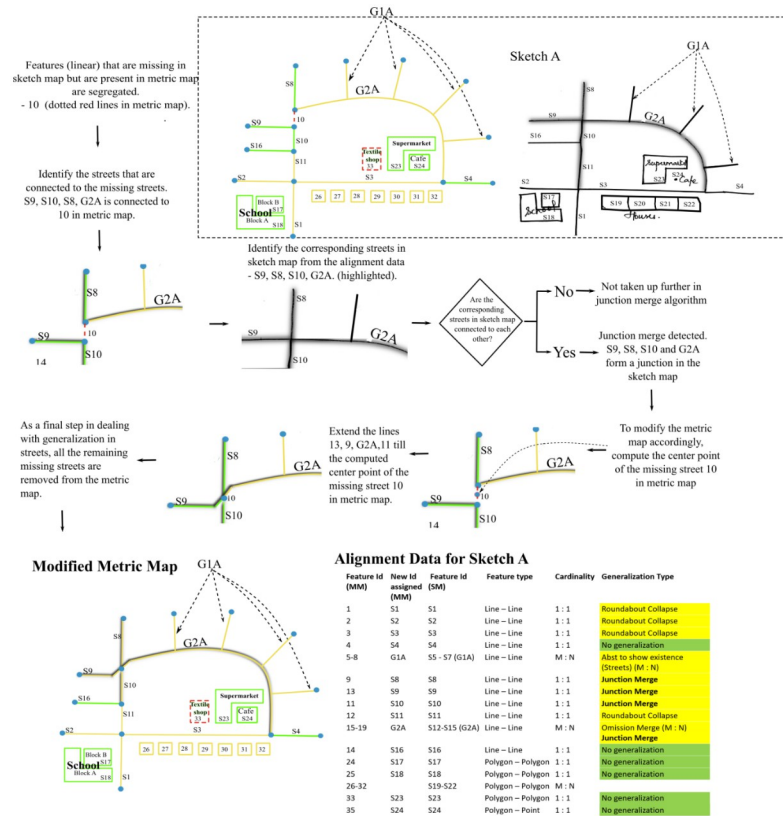 G1A
Features (linear) that are missing in
sketch map but are present in metric map
are segregated.
- 10 (dotted red lines in metric map).
Identify the streets that are
connected to the missing streets.
S9, S10, S8, G2A is connected to
10 in metric map.
S8
G2A
10
S9
S10
S16
S11
Supermarket
Textile
shop
33
Cafe
S23
S24
S2
S3
S4
26
27
28
29
30
31
32
Block B
S17
School
Block A
S18
S1
Sketch A
G1A
S8
S9
G2A
S16
S10
S11
Supermarket
S24
S23
Cafe
S2
S3
S4
S17
School
S18
S1
S19
S20
S21
S22
Houses
Identify the corresponding streets in
sketch map from the alignment data
- S9, S8, S10, G2A. (highlighted).
S8
G2A
10
S9
S10
14
S8
S9
G2A
S10
Are the
corresponding
streets in sketch map
connected to each
other?
No
Not taken up further in
junction merge algorithm
Yes
Junction merge detected.
S9, S8, S10 and G2A
form a junction in the
sketch map
To modify the metric
map accordingly,
compute the center point
of the missing street 10
in metric map
S8
G2A
10
S9
S10
14
Extend the lines
13, 9, G2A,11 till the
computed
center point of the
missing street 10
in metric map.
S8
G2A
10
S9
S10
14
As a final step in dealing
with generalization in
streets, all the remaining
missing streets are
removed from the metric
map.
Modified Metric Map
G1A
S8
G2A
S9
S10
S16
S11
Supermarket
Textile
shop
33
Cafe
S23
S24
S2
S3
S4
26
27
28
29
30
31
32
Block B
S17
School
Block A
S18
S1
Alignment Data for Sketch A
Feature Id (MM) New Id assigned (MM) Feature Id (SM) Feature type Cardinality Generalization Type
1 S1 S1 Line – Line 1 : 1 Roundabout Collapse
2 S2 S2 Line – Line 1 : 1 Roundabout Collapse
3 S3 S3 Line – Line 1 : 1 Roundabout Collapse
4 S4 S4 Line – Line 1 : 1 No generalization
5-8 G1A S5 - S7 (G1A) Line – Line M : N Abst to show existence
(Streets) (M : N)
9 S8 S8 Line – Line 1 : 1 Junction Merge
13 S9 S9 Line – Line 1 : 1 Junction Merge
11 S10 S10 Line – Line 1 : 1 Junction Merge
12 S11 S11 Line – Line 1 : 1 Roundabout Collapse
15-19 G2A S12-S15 (G2A) Line – Line M : N Omission Merge (M : N)
Junction Merge
14 S16 S16 Line – Line 1 : 1 No generalization
24 S17 S17 Polygon – Polygon 1 : 1 No generalization
25 S18 S18 Polygon – Polygon 1 : 1 No generalization
26-32 S19-S22 Polygon – Polygon M : N
33 S23 S23 Polygon – Polygon 1 : 1 No generalization
35 S24 S24 Polygon – Point 1 : 1 No generalization